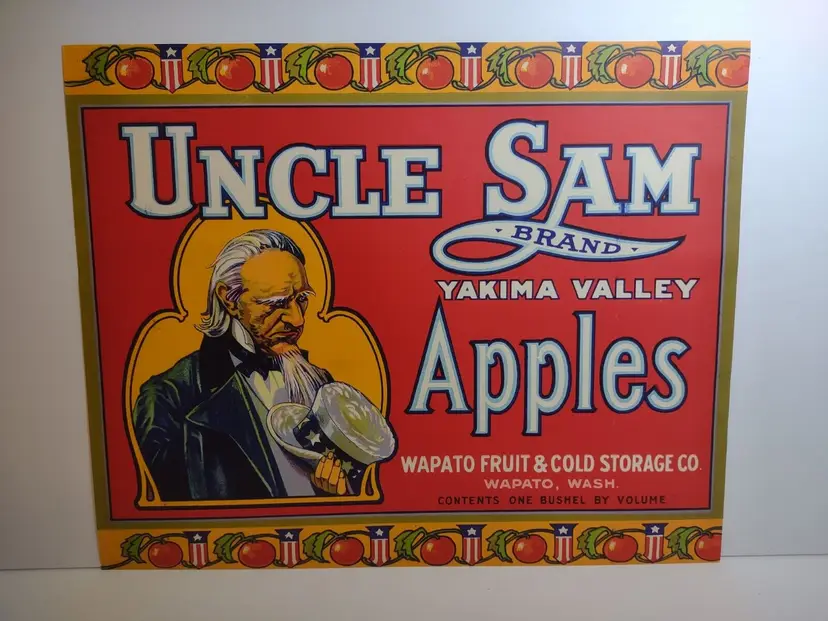 UNCLE SAM
· BRAND ·
YAKIMA VALLEY
Apples
WAPATO FRUIT & COLD STORAGE CO.
WAPATO, WASH.
CONTENTS ONE BUSHEL BY VOLUME